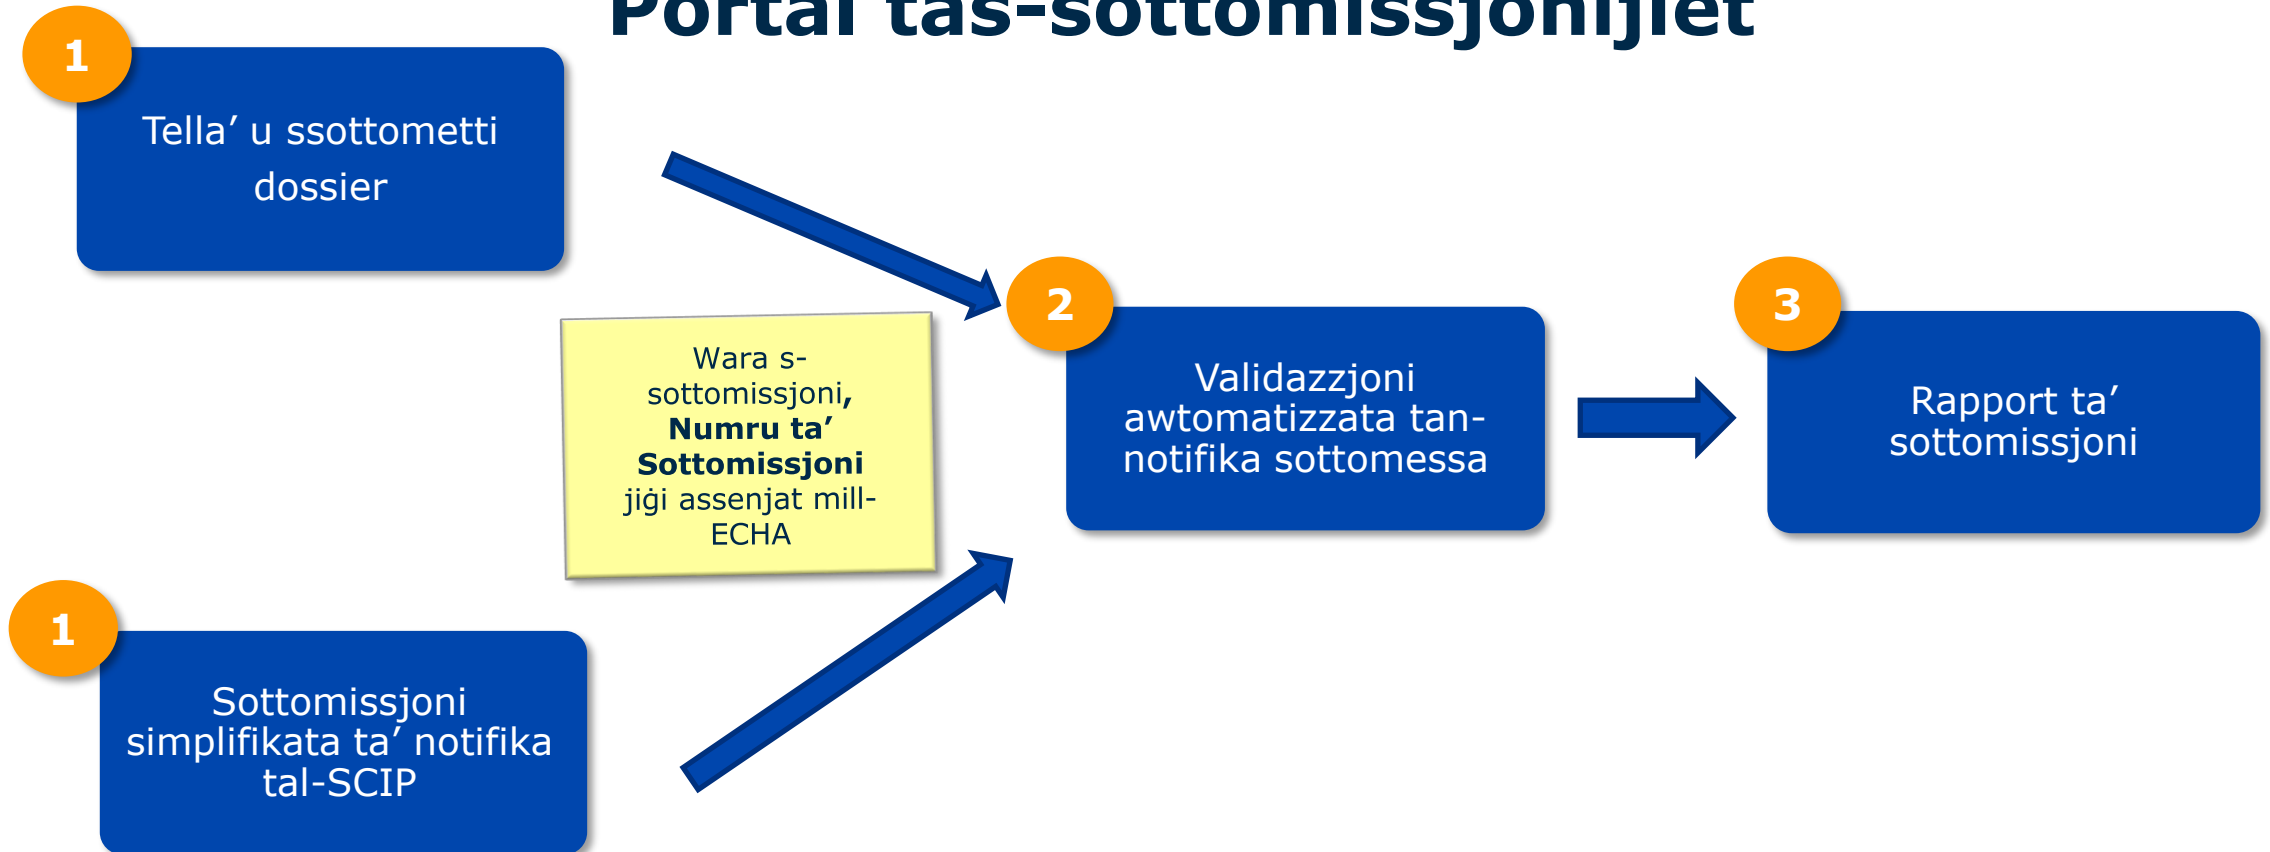 Portal tas-sottomissjonijiet
1
Tella’ u ssottometti
dossier
Wara s-
sottomissjoni,
Numru ta’
Sottomissjoni
jiġi assenjat mill-
ECHA
1
Sottomissjoni
simplifikata ta’ notifika
tal-SCIP
2
Validazzjoni
awtomatizzata tan-
notifika sottomessa
3
Rapport ta’
sottomissjoni